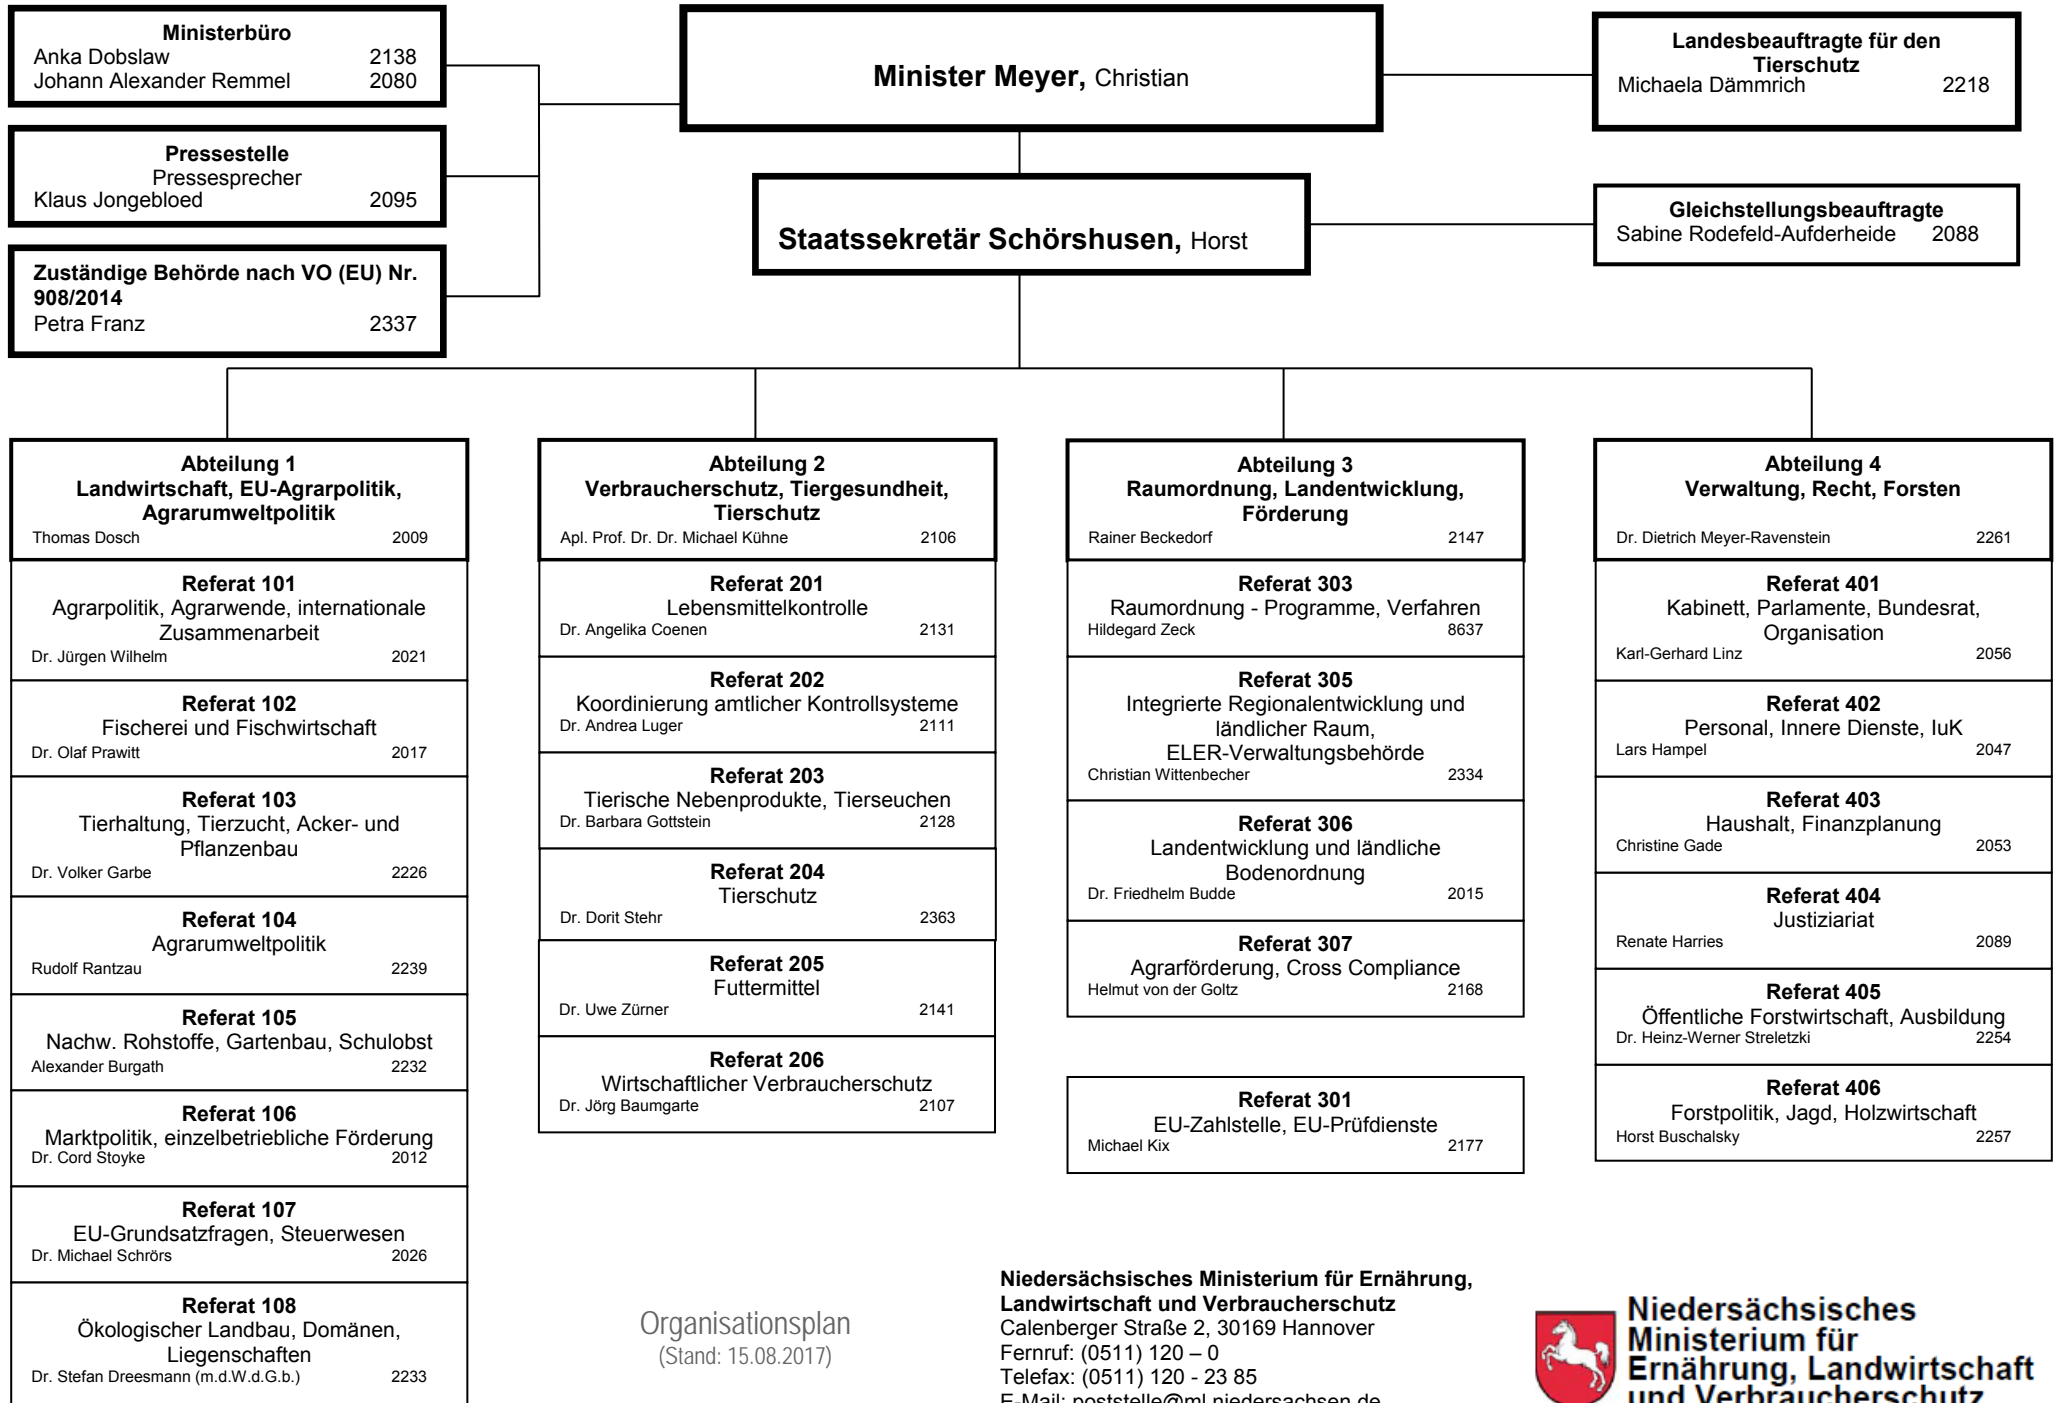 Ministerbüro
Anka Dobslaw 2138
Johann Alexander Remmel 2080
Pressestelle
Pressesprecher
Klaus Jongebloed 2095
Zuständige Behörde nach VO (EU) Nr.
908/2014
Petra Franz 2337
Minister Meyer, Christian
Staatssekretär Schörshusen, Horst
Landesbeauftragte für den
Tierschutz
Michaela Dämmrich 2218
Gleichstellungsbeauftragte
Sabine Rodefeld-Aufderheide 2088
Abteilung 1
Landwirtschaft, EU-Agrarpolitik,
Agrarumweltpolitik
Thomas Dosch 2009
Referat 101
Agrarpolitik, Agrarwende, internationale
Zusammenarbeit
Dr. Jürgen Wilhelm 2021
Referat 102
Fischerei und Fischwirtschaft
Dr. Olaf Prawitt 2017
Referat 103
Tierhaltung, Tierzucht, Acker- und
Pflanzenbau
Dr. Volker Garbe 2226
Referat 104
Agrarumweltpolitik
Rudolf Rantzau 2239
Referat 105
Nachw. Rohstoffe, Gartenbau, Schulobst
Alexander Burgath 2232
Referat 106
Marktpolitik, einzelbetriebliche Förderung
Dr. Cord Stoyke 2012
Referat 107
EU-Grundsatzfragen, Steuerwesen
Dr. Michael Schrörs 2026
Referat 108
Ökologischer Landbau, Domänen,
Liegenschaften
Dr. Stefan Dreesmann (m.d.W.d.G.b.) 2233
Abteilung 2
Verbraucherschutz, Tiergesundheit,
Tierschutz
Apl. Prof. Dr. Dr. Michael Kühne 2106
Referat 201
Lebensmittelkontrolle
Dr. Angelika Coenen 2131
Referat 202
Koordinierung amtlicher Kontrollsysteme
Dr. Andrea Luger 2111
Referat 203
Tierische Nebenprodukte, Tierseuchen
Dr. Barbara Gottstein 2128
Referat 204
Tierschutz
Dr. Dorit Stehr 2363
Referat 205
Futtermittel
Dr. Uwe Zürner 2141
Referat 206
Wirtschaftlicher Verbraucherschutz
Dr. Jörg Baumgarte 2107
Abteilung 3
Raumordnung, Landentwicklung,
Förderung
Rainer Beckedorf 2147
Referat 303
Raumordnung - Programme, Verfahren
Hildegard Zeck 8637
Referat 305
Integrierte Regionalentwicklung und
ländlicher Raum,
ELER-Verwaltungsbehörde
Christian Wittenbecher 2334
Referat 306
Landentwicklung und ländliche
Bodenordnung
Dr. Friedhelm Budde 2015
Referat 307
Agrarförderung, Cross Compliance
Helmut von der Goltz 2168
Referat 301
EU-Zahlstelle, EU-Prüfdienste
Michael Kix 2177
Abteilung 4
Verwaltung, Recht, Forsten
Dr. Dietrich Meyer-Ravenstein 2261
Referat 401
Kabinett, Parlamente, Bundesrat,
Organisation
Karl-Gerhard Linz 2056
Referat 402
Personal, Innere Dienste, IuK
Lars Hampel 2047
Referat 403
Haushalt, Finanzplanung
Christine Gade 2053
Referat 404
Justiziariat
Renate Harries 2089
Referat 405
Öffentliche Forstwirtschaft, Ausbildung
Dr. Heinz-Werner Streletzki 2254
Referat 406
Forstpolitik, Jagd, Holzwirtschaft
Horst Buschalsky 2257
Organisationsplan
(Stand: 15.08.2017)
Niedersächsisches Ministerium für Ernährung,
Landwirtschaft und Verbraucherschutz
Calenberger Straße 2, 30169 Hannover
Fernruf: (0511) 120 – 0
Telefax: (0511) 120 - 23 85
E-Mail: poststelle@ml.niedersachsen.de
Niedersächsisches
Ministerium für
Ernährung, Landwirtschaft
und Verbraucherschutz